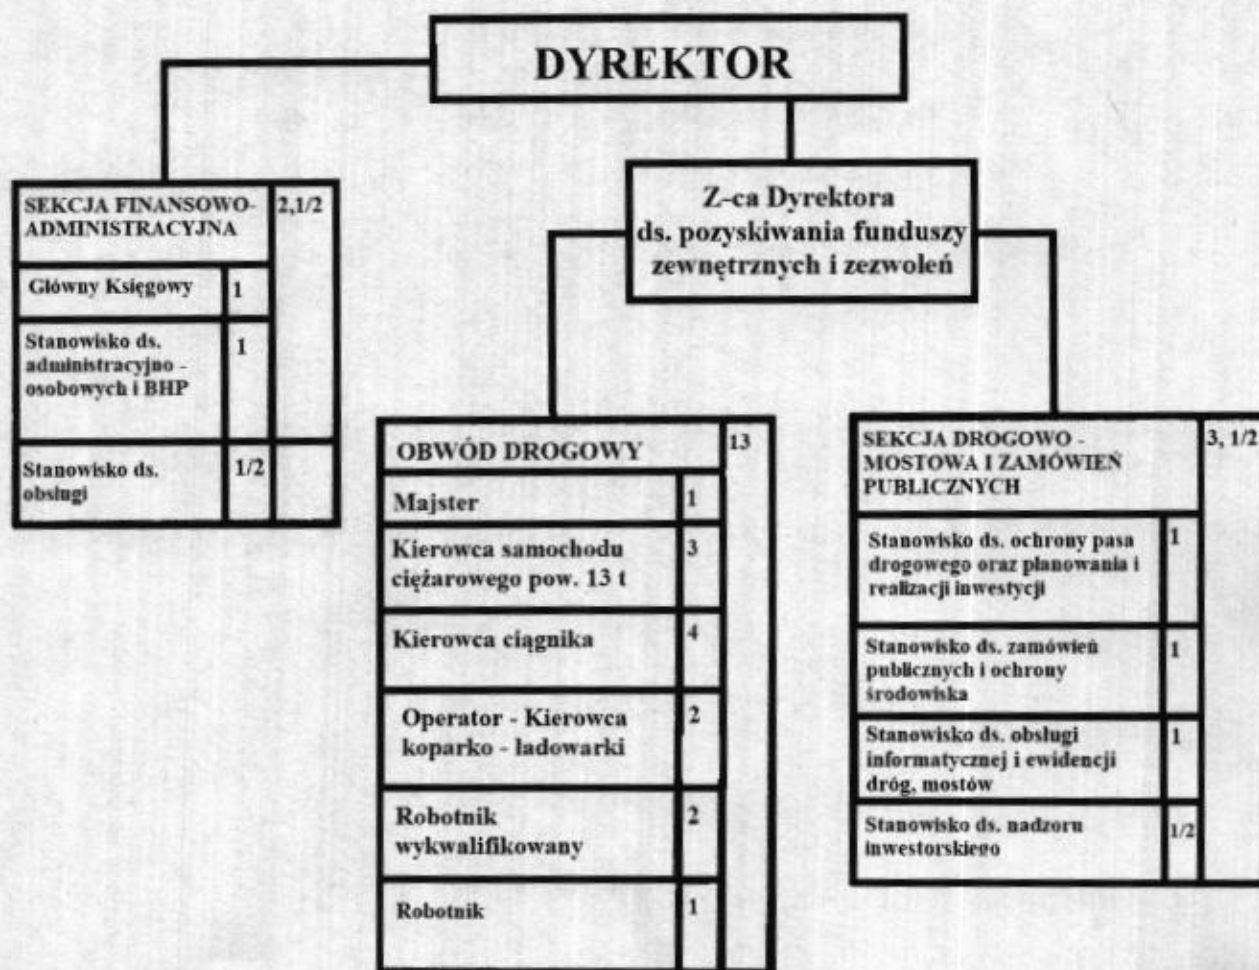 DYREKTOR
Z-ca Dyrektora
ds. pozyskiwania funduszy
zewnętrznych i zezwoleń
SEKCJA FINANSOWO-
ADMINISTRACYJNA
2,1/2
Główny Księgowy
1
Stanowisko ds.
administracyjno -
osobowych i BHP
1
Stanowisko ds.
obsługi
1/2
OBWÓD DROGOWY
13
Majster
1
Kierowca samochodu
ciężarowego pow. 13 t
3
Kierowca ciągnika
4
Operator - Kierowca
koparko - ładowarki
2
Robotnik
wykwalifikowany
2
Robotnik
1
SEKCJA DROGOWO -
MOSTOWA I ZAMÓWIEŃ
PUBLICZNYCH
3, 1/2
Stanowisko ds. ochrony pasa
drogowego oraz planowania i
realizacji inwestycji
1
Stanowisko ds. zamówień
publicznych i ochrony
środowiska
1
Stanowisko ds. obsługi
informatycznej i ewidencji
dróg, mostów
1
Stanowisko ds. nadzoru
inwestorskiego
1/2